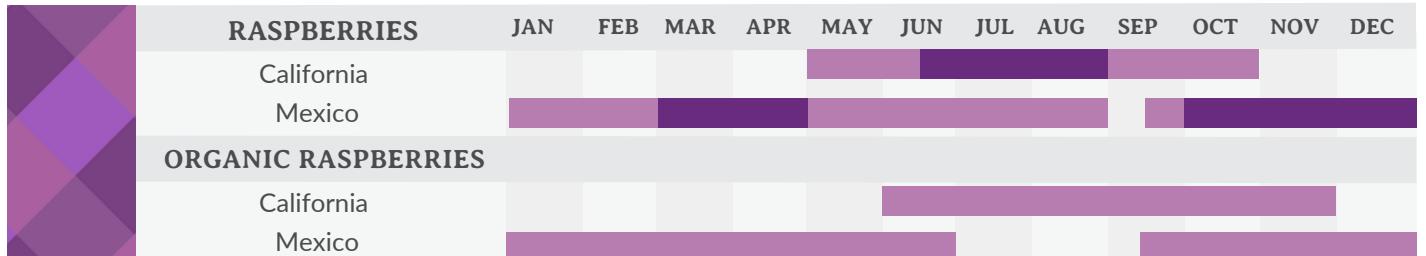 RASPBERRIES JAN FEB MAR APR MAY JUN JUL AUG SEP OCT NOV DEC
California
Mexico
ORGANIC RASPBERRIES
California
Mexico